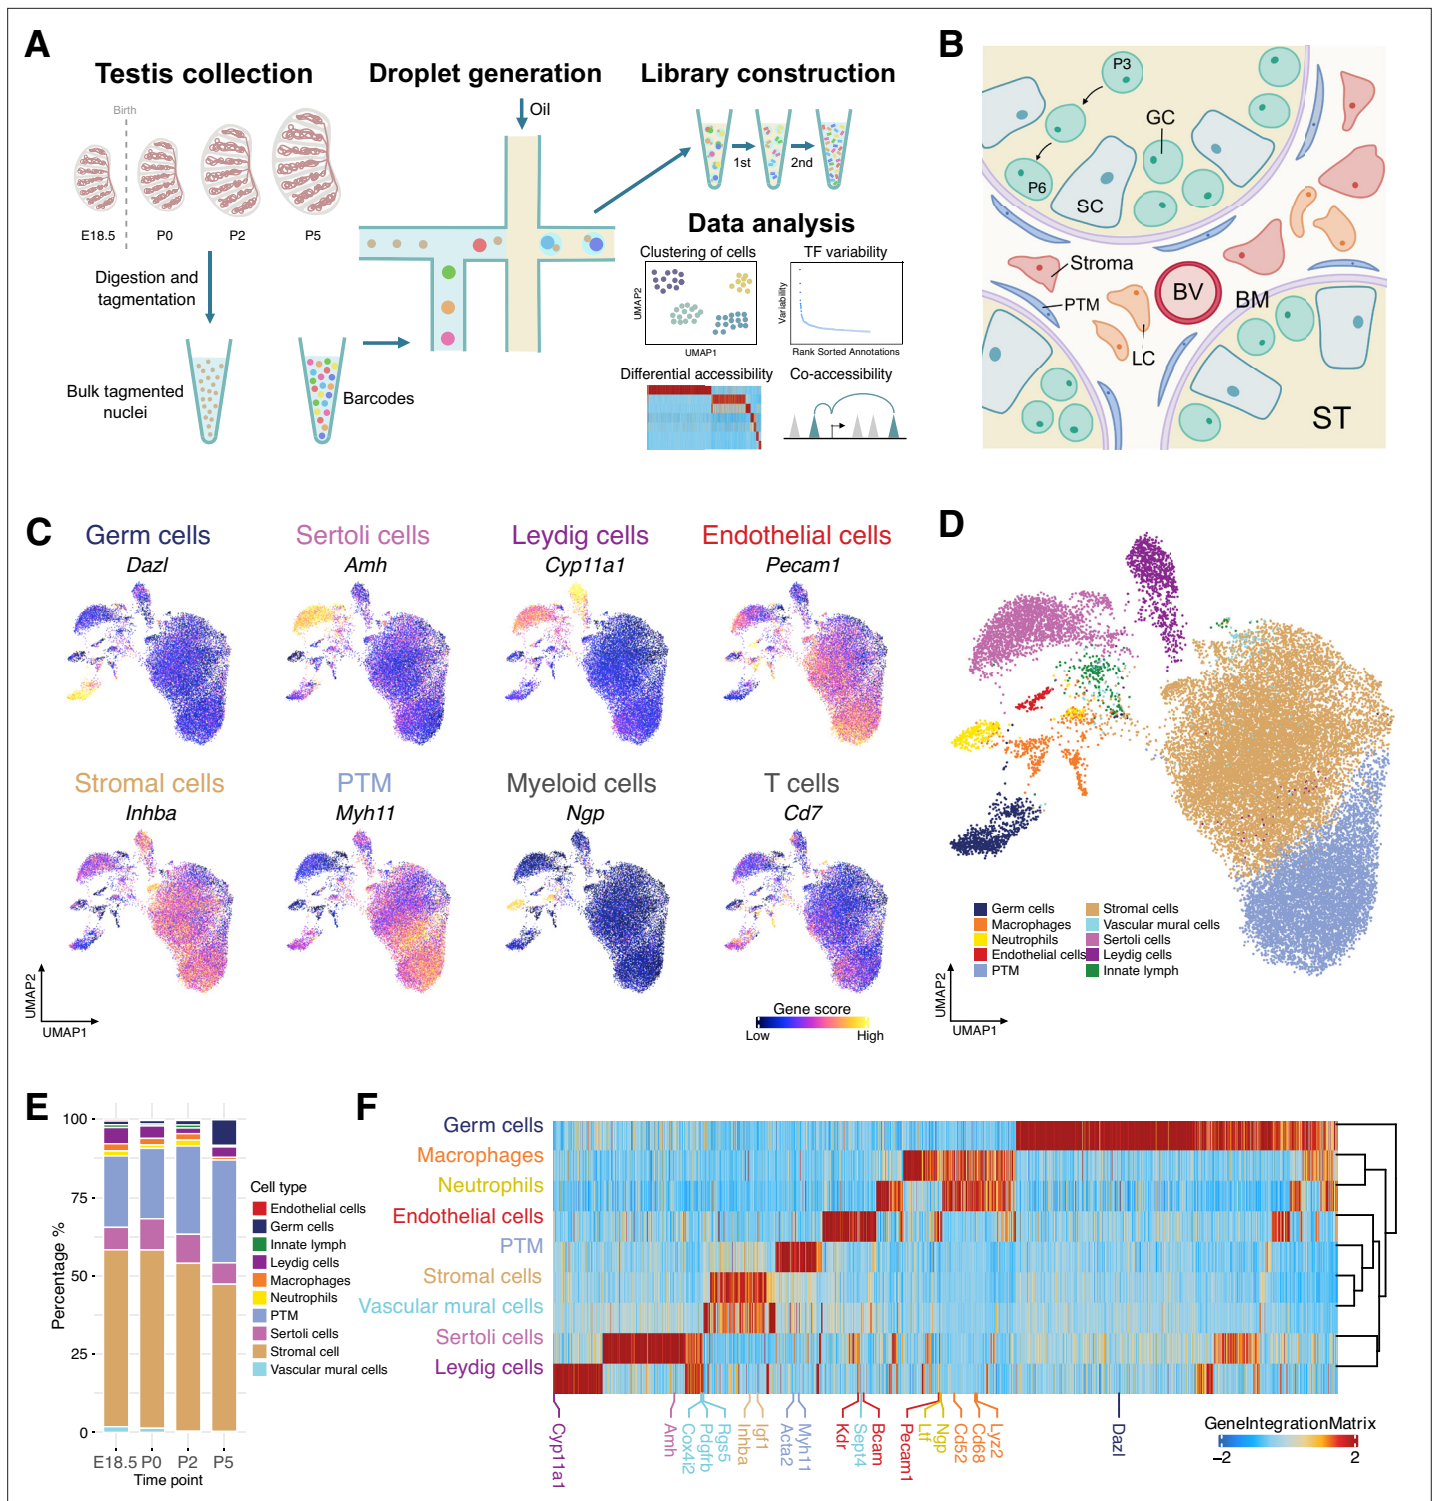 A
Testis collection
Droplet generation
Library construction
Birth
E18.5
P0
P2
P5
Digestion and
tagmentation
Bulk tagmented
nuclei
Barcodes
Oil
1st
2nd
Data analysis
Clustering of cells
TF variability
UMAP2
UMAP1
Variability
Rank Sorted Annotations
Differential accessibility
Co-accessibility
B
P3
GC
P6
SC
Stroma
PTM
BV
BM
LC
ST
C
Germ cells
Dazl
Sertoli cells
Amh
Leydig cells
Cyp11a1
Endothelial cells
Pecam1
Stromal cells
Inhba
PTM
Myh11
Myeloid cells
Ngp
T cells
Cd7
UMAP2
UMAP1
Gene score
Low
High
D
Germ cells
Macrophages
Neutrophils
Endothelial cells
PTM
Stromal cells
Vascular mural cells
Sertoli cells
Leydig cells
Innate lymph
UMAP2
UMAP1
E
100
75
50
25
0
Percentage %
E18.5
P0
P2
P5
Time point
Cell type
Endothelial cells
Germ cells
Innate lymph
Leydig cells
Macrophages
Neutrophils
PTM
Sertoli cells
Stromal cell
Vascular mural cells
F
Germ cells
Macrophages
Neutrophils
Endothelial cells
PTM
Stromal cells
Vascular mural cells
Sertoli cells
Leydig cells
Cyp11a1
Amh
Cox4i2
Pdgfrb
Rgs5
Inhba
Igf1
Acta2
Myh11
Kdr
Sept4
Bcam
Pecam1
Ltf
Ngp
Cd52
Cd68
Lyz2
Dazl
GeneIntegrationMatrix
−2
2